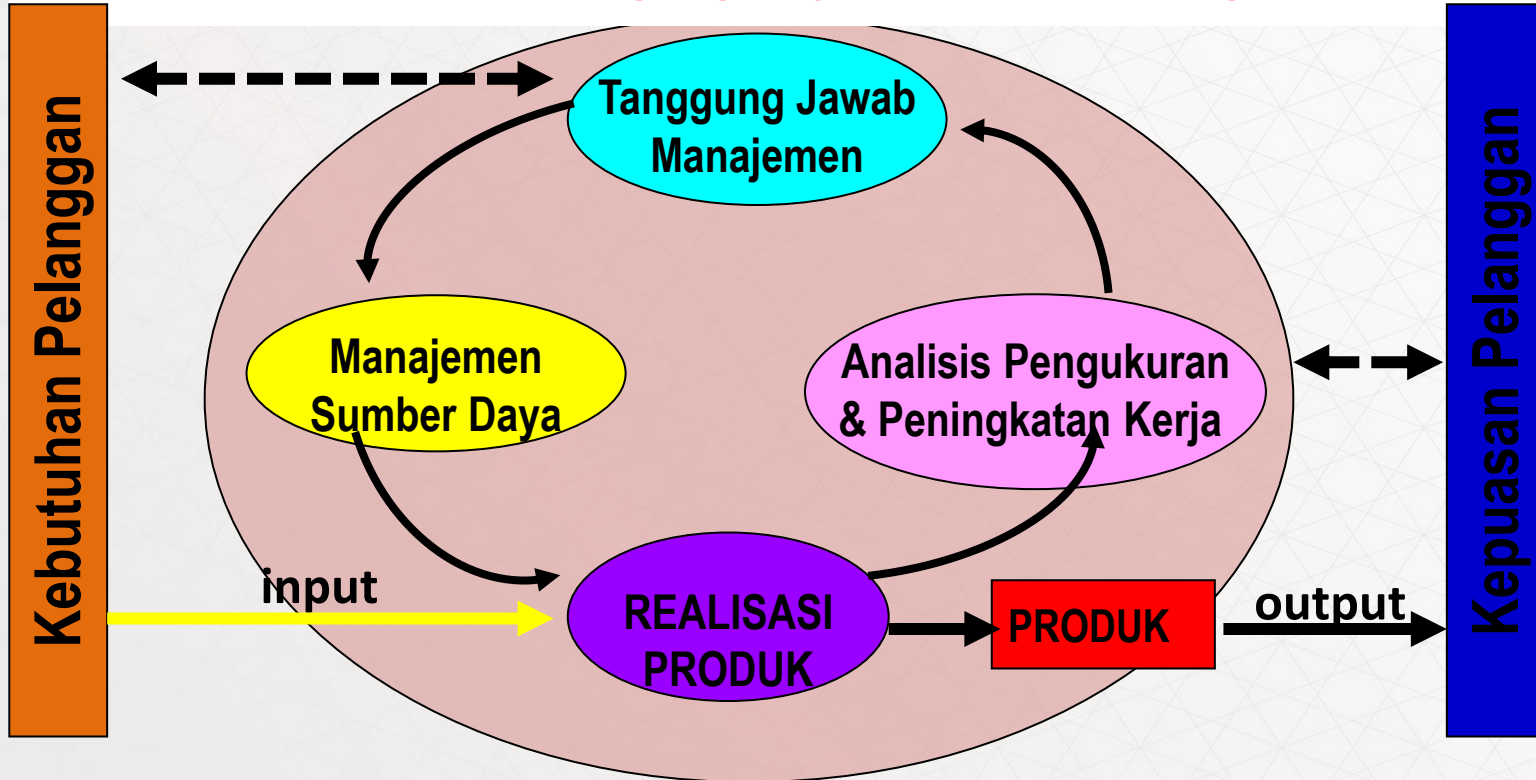 Kebutuhan Pelanggan
Tanggung Jawab
Manajemen
Manajemen
Sumber Daya
Analisis Pengukuran
& Peningkatan Kerja
input
REALISASI
PRODUK
PRODUK
output
Kepuasan Pelanggan